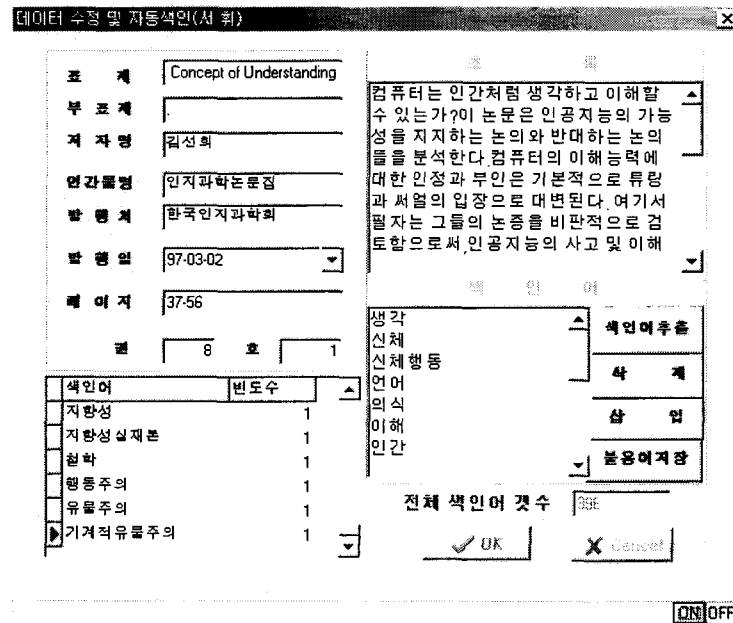 데이터 수정 및 자동색인(서 휘)
표 제 Concept of Understanding
부 표 제 .
저 자 명 김선희
연간물명 인지과학논문집
발 행 처 한국인지과학회
발 행 일 97-03-02
페 이 지 37-56
권 8 호 1
색인어 빈도수
지향성 1
지향성실재론 1
철학 1
행동주의 1
유물주의 1
기계적유물주의 1
초 록
컴퓨터는 인간처럼 생각하고 이해할
수 있는가?이 논문은 인공지능의 가능
성을 지지하는 논의와 반대하는 논의
들을 분석한다.컴퓨터의 이해능력에
대한 인정과 부인은 기본적으로 튜링
과 써얼의 입장으로 대변된다.여기서
필자는 그들의 논증을 비판적으로 검
토함으로써,인공지능의 사고 및 이해
색 인 어
생각
신체
신체행동
언어
의식
이해
인간
색인어추출
삭 제
삽 입
불용어저장
전체 색인어 갯수
OK Cancel
ON OFF